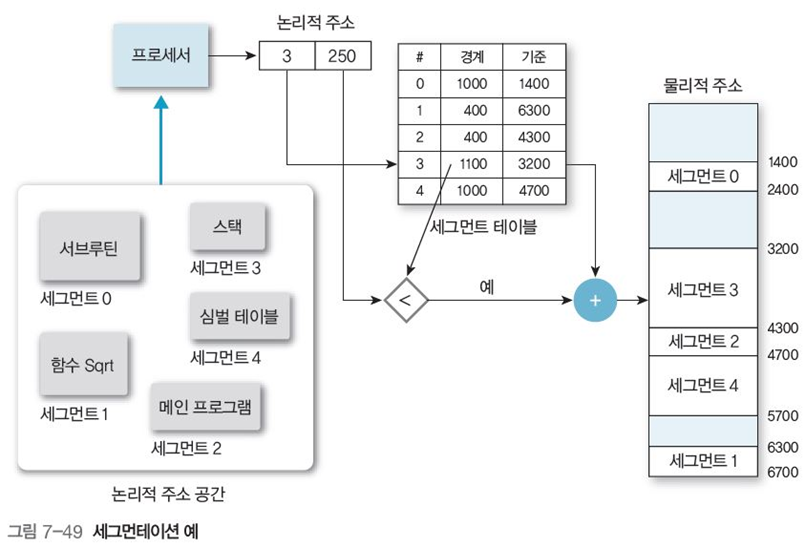 논리적 주소
프로세서
3 250
# 경계 기준
0 1000 1400
1 400 6300
2 400 4300
3 1100 3200
4 1000 4700
세그먼트 테이블
물리적 주소
1400
세그먼트 0
2400
3200
세그먼트 3
4300
세그먼트 2
4700
세그먼트 4
5700
6300
세그먼트 1
6700
<
예
+
서브루틴
세그먼트 0
스택
세그먼트 3
심벌 테이블
세그먼트 4
함수 Sqrt
세그먼트 1
메인 프로그램
세그먼트 2
논리적 주소 공간
그림 7-49 세그먼테이션 예